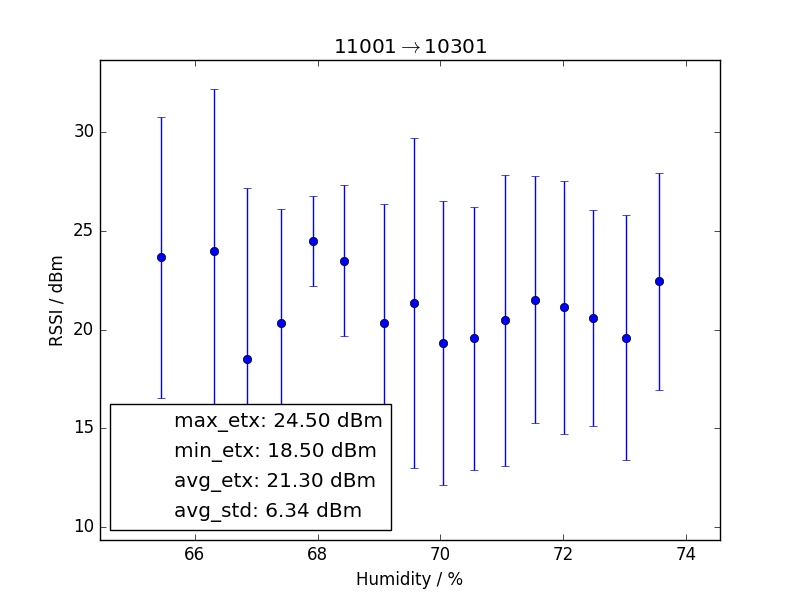 11001→10301
RSSI / dBm
30
25
20
15
10
max_etx: 24.50 dBm
min_etx: 18.50 dBm
avg_etx: 21.30 dBm
avg_std: 6.34 dBm
66 68 70 72 74
Humidity / %